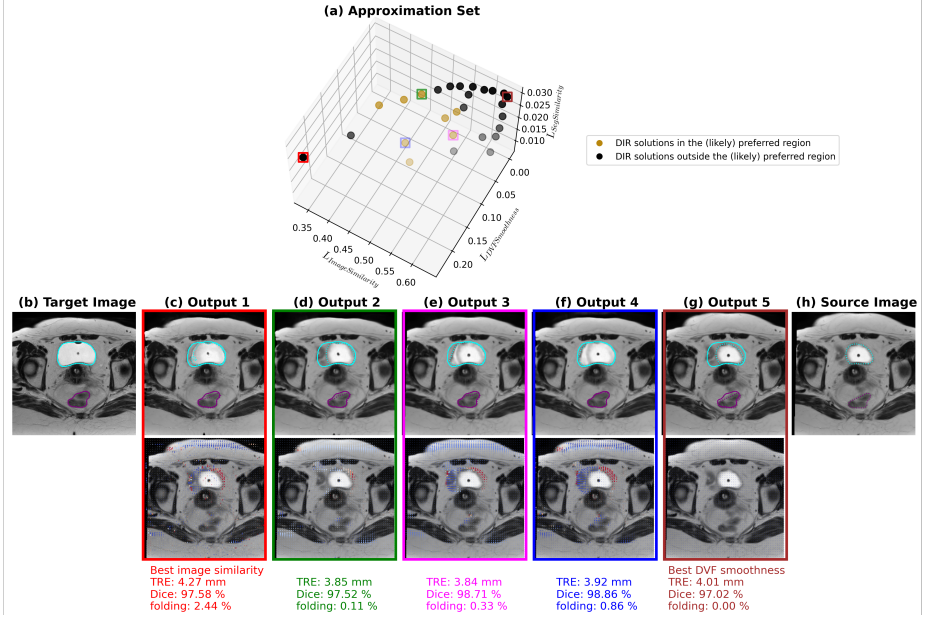 (a) Approximation Set
0.030
0.025
0.020
0.015
0.010
L_SegSimilarity
0.00
0.05
0.10
0.15
0.20
L_DVFSmoothness
0.35
0.40
0.45
0.50
0.55
0.60
L_ImageSimilarity
DIR solutions in the (likely) preferred region
DIR solutions outside the (likely) preferred region
(b) Target Image
(c) Output 1
(d) Output 2
(e) Output 3
(f) Output 4
(g) Output 5
(h) Source Image
Best image similarity
TRE: 4.27 mm
Dice: 97.58 %
folding: 2.44 %
TRE: 3.85 mm
Dice: 97.52 %
folding: 0.11 %
TRE: 3.84 mm
Dice: 98.71 %
folding: 0.33 %
TRE: 3.92 mm
Dice: 98.86 %
folding: 0.86 %
Best DVF smoothness
TRE: 4.01 mm
Dice: 97.02 %
folding: 0.00 %